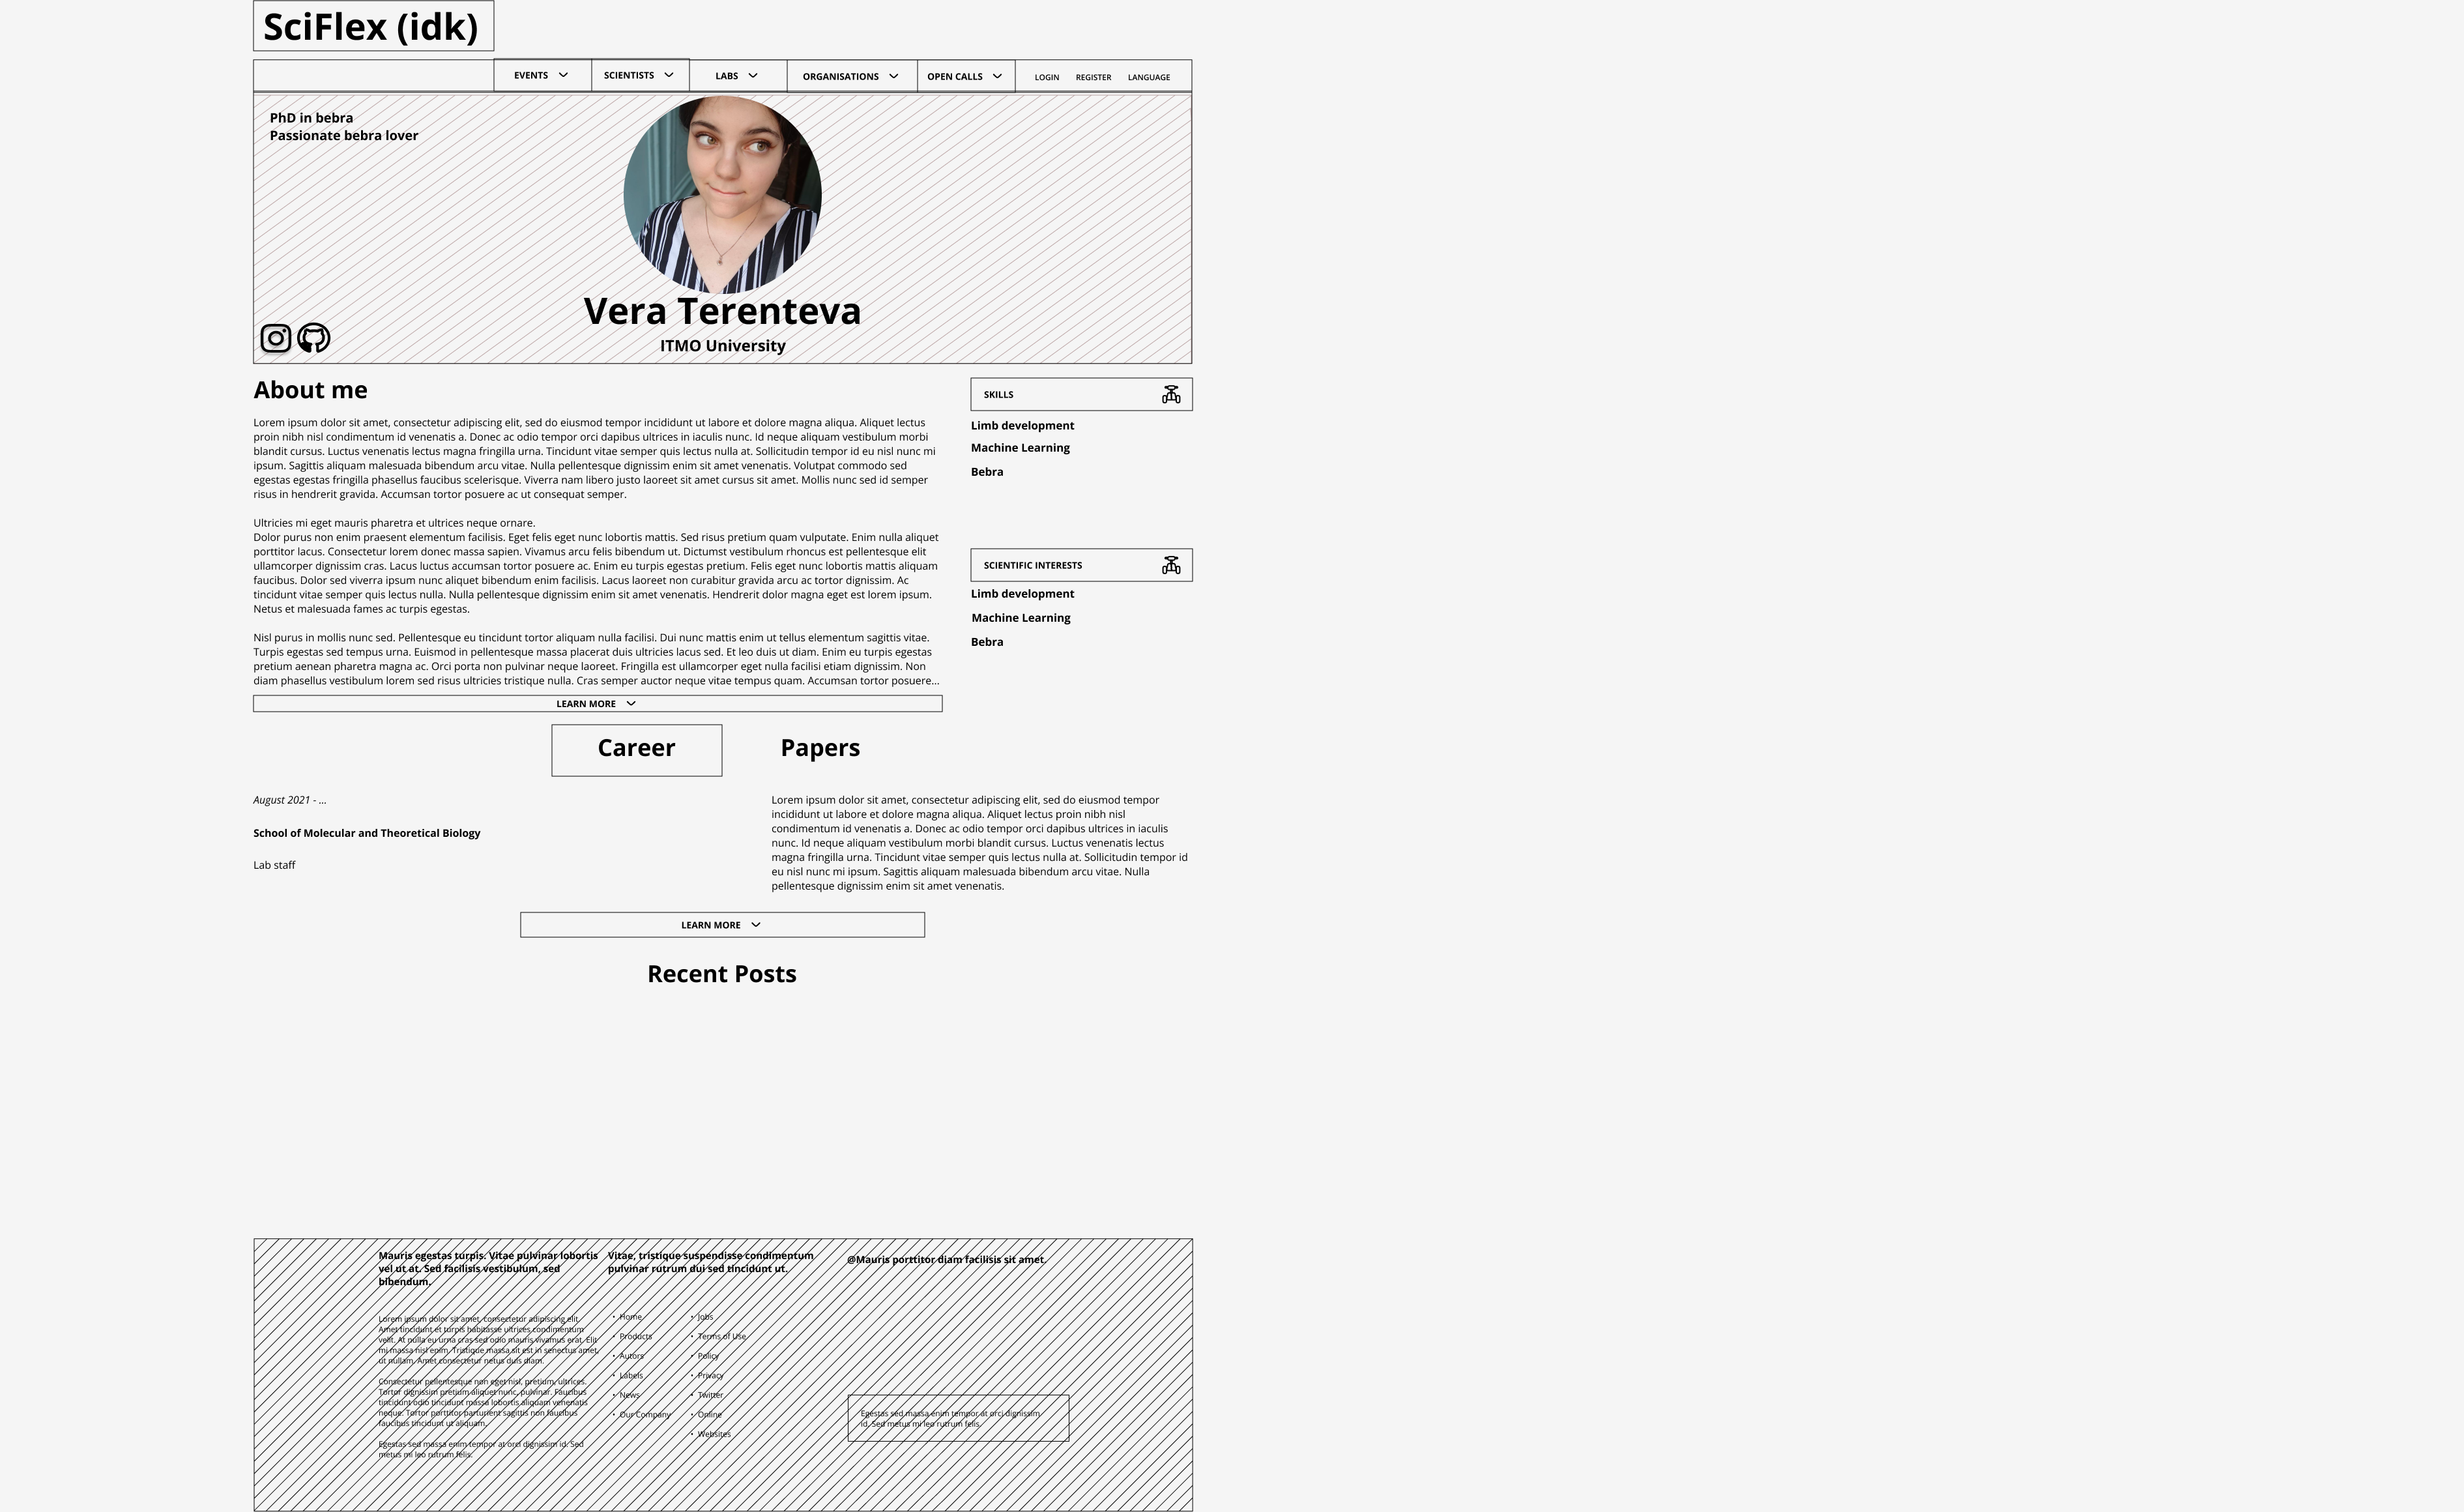 SciFlex (idk)
EVENTS SCIENTISTS LABS ORGANISATIONS OPEN CALLS LOGIN REGISTER LANGUAGE
PhD in bebra
Passionate bebra lover
Vera Terenteva
ITMO University
About me
Lorem ipsum dolor sit amet, consectetur adipiscing elit, sed do eiusmod tempor incididunt ut labore et dolore magna aliqua. Aliquet lectus
proin nibh nisl condimentum id venenatis a. Donec ac odio tempor orci dapibus ultrices in iaculis nunc. Id neque aliquam vestibulum morbi
blandit cursus. Luctus venenatis lectus magna fringilla urna. Tincidunt vitae semper quis lectus nulla at. Sollicitudin tempor id eu nisl nunc mi
ipsum. Sagittis aliquam malesuada bibendum arcu vitae. Nulla pellentesque dignissim enim sit amet venenatis. Volutpat commodo sed
egestas egestas fringilla phasellus faucibus scelerisque. Viverra nam libero justo laoreet sit amet cursus sit amet. Mollis nunc sed id semper
risus in hendrerit gravida. Accumsan tortor posuere ac ut consequat semper.
Ultricies mi eget mauris pharetra et ultrices neque ornare.
Dolor purus non enim praesent elementum facilisis. Eget felis eget nunc lobortis mattis. Sed risus pretium quam vulputate. Enim nulla aliquet
porttitor lacus. Consectetur lorem donec massa sapien. Vivamus arcu felis bibendum ut. Dictumst vestibulum rhoncus est pellentesque elit
ullamcorper dignissim cras. Lacus luctus accumsan tortor posuere ac. Enim eu turpis egestas pretium. Felis eget nunc lobortis mattis aliquam
faucibus. Dolor sed viverra ipsum nunc aliquet bibendum enim facilisis. Lacus laoreet non curabitur gravida arcu ac tortor dignissim. Ac
tincidunt vitae semper quis lectus nulla. Nulla pellentesque dignissim enim sit amet venenatis. Hendrerit dolor magna eget est lorem ipsum.
Netus et malesuada fames ac turpis egestas.
Nisl purus in mollis nunc sed. Pellentesque eu tincidunt tortor aliquam nulla facilisi. Dui nunc mattis enim ut tellus elementum sagittis vitae.
Turpis egestas sed tempus urna. Euismod in pellentesque massa placerat duis ultricies lacus sed. Et leo duis ut diam. Enim eu turpis egestas
pretium aenean pharetra magna ac. Orci porta non pulvinar neque laoreet. Fringilla est ullamcorper eget nulla facilisi etiam dignissim. Non
diam phasellus vestibulum lorem sed risus ultricies tristique nulla. Cras semper auctor neque vitae tempus quam. Accumsan tortor posuere...
LEARN MORE
SKILLS
Limb development
Machine Learning
Bebra
SCIENTIFIC INTERESTS
Limb development
Machine Learning
Bebra
Career
August 2021 - ...
School of Molecular and Theoretical Biology
Lab staff
Papers
Lorem ipsum dolor sit amet, consectetur adipiscing elit, sed do eiusmod tempor
incididunt ut labore et dolore magna aliqua. Aliquet lectus proin nibh nisl
condimentum id venenatis a. Donec ac odio tempor orci dapibus ultrices in iaculis
nunc. Id neque aliquam vestibulum morbi blandit cursus. Luctus venenatis lectus
magna fringilla urna. Tincidunt vitae semper quis lectus nulla at. Sollicitudin tempor id
eu nisl nunc mi ipsum. Sagittis aliquam malesuada bibendum arcu vitae. Nulla
pellentesque dignissim enim sit amet venenatis.
LEARN MORE
Recent Posts
Mauris egestas turpis. Vitae pulvinar lobortis
vel ut at. Sed facilisis vestibulum, sed
bibendum.
Lorem ipsum dolor sit amet, consectetur adipiscing elit.
Amet tincidunt et turpis habitasse ultrices condimentum
velit. At nulla eu urna cras sed odio mauris vivamus erat. Elit
mi massa nisl enim. Tristique massa sit est in senectus amet,
ut nullam. Amet consectetur netus duis diam.
Consectetur pellentesque non eget nisl, pretium, ultrices.
Tortor dignissim pretium aliquet nunc, pulvinar. Faucibus
tincidunt odio tincidunt massa lobortis aliquam venenatis
neque. Tortor porttitor parturient sagittis non faucibus
faucibus tincidunt ut aliquam.
Egestas sed massa enim tempor at orci dignissim id. Sed
metus mi leo rutrum felis.
Vitae, tristique suspendisse condimentum
pulvinar rutrum dui sed tincidunt ut.
• Home
• Products
• Autors
• Labels
• News
• Our Company
• Jobs
• Terms of Use
• Policy
• Privacy
• Twitter
• Online
• Websites
@Mauris porttitor diam facilisis sit amet.
Egestas sed massa enim tempor at orci dignissim
id. Sed metus mi leo rutrum felis.